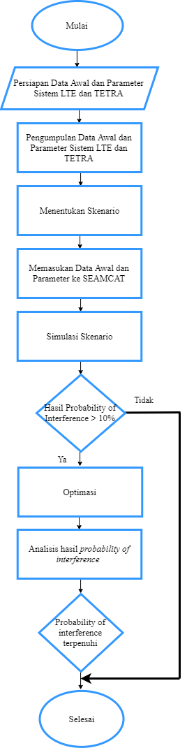 Mulai
Persiapan Data Awal dan Parameter
Sistem LTE dan TETRA
Pengumpulan Data Awal dan
Parameter Sistem LTE dan
TETRA
Menentukan Skenario
Memasukan Data Awal dan
Parameter ke SEAMCAT
Simulasi Skenario
Hasil Probability of
Interference > 10%
Tidak
Ya
Optimasi
Analisis hasil probability of
interference
Probability of
interference
terpenuhi
Selesai